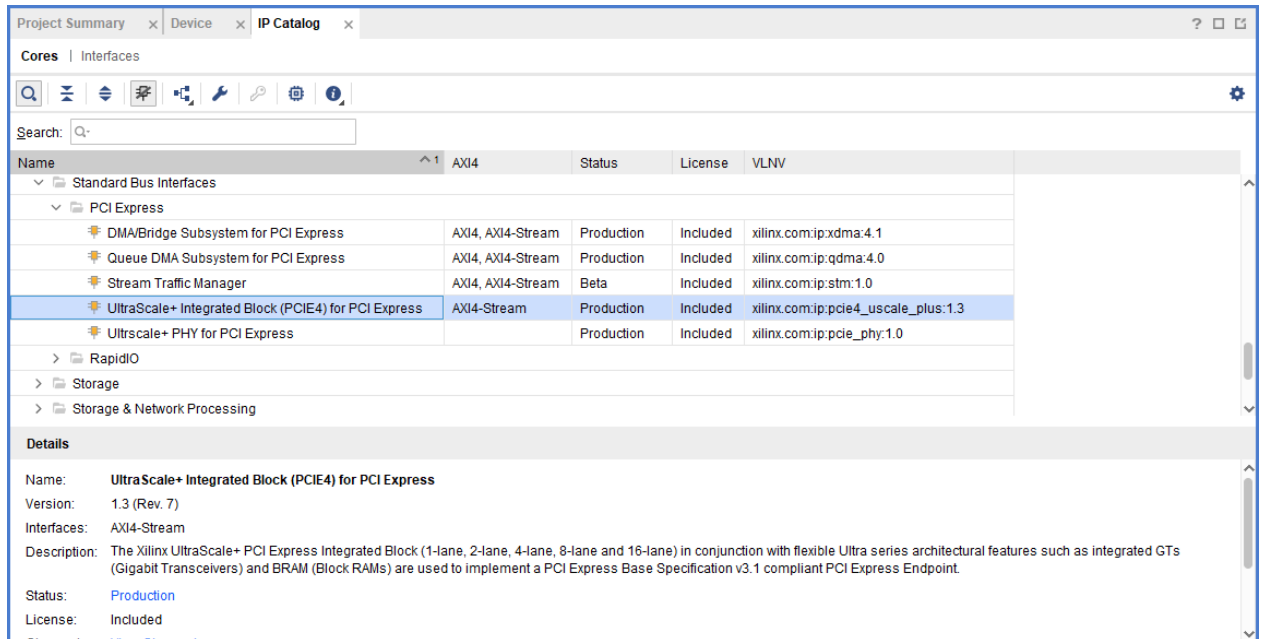 Project Summary × Device × IP Catalog × ?
Cores | Interfaces
Search:
Name 1 AXI4 Status License VLNV
Standard Bus Interfaces
PCI Express
DMA/Bridge Subsystem for PCI Express AXI4, AXI4-Stream Production Included xilinx.com:ip:xdma:4.1
Queue DMA Subsystem for PCI Express AXI4, AXI4-Stream Production Included xilinx.com:ip:qdma:4.0
Stream Traffic Manager AXI4, AXI4-Stream Beta Included xilinx.com:ip:stm:1.0
UltraScale+ Integrated Block (PCIE4) for PCI Express AXI4-Stream Production Included xilinx.com:ip:pcie4_uscale_plus:1.3
Ultrscale+ PHY for PCI Express Production Included xilinx.com:ip:pcie_phy:1.0
RapidIO
Storage
Storage & Network Processing
Details
Name: UltraScale+ Integrated Block (PCIE4) for PCI Express
Version: 1.3 (Rev. 7)
Interfaces: AXI4-Stream
Description: The Xilinx UltraScale+ PCI Express Integrated Block (1-lane, 2-lane, 4-lane, 8-lane and 16-lane) in conjunction with flexible Ultra series architectural features such as integrated GTs
(Gigabit Transceivers) and BRAM (Block RAMs) are used to implement a PCI Express Base Specification v3.1 compliant PCI Express Endpoint.
Status: Production
License: Included